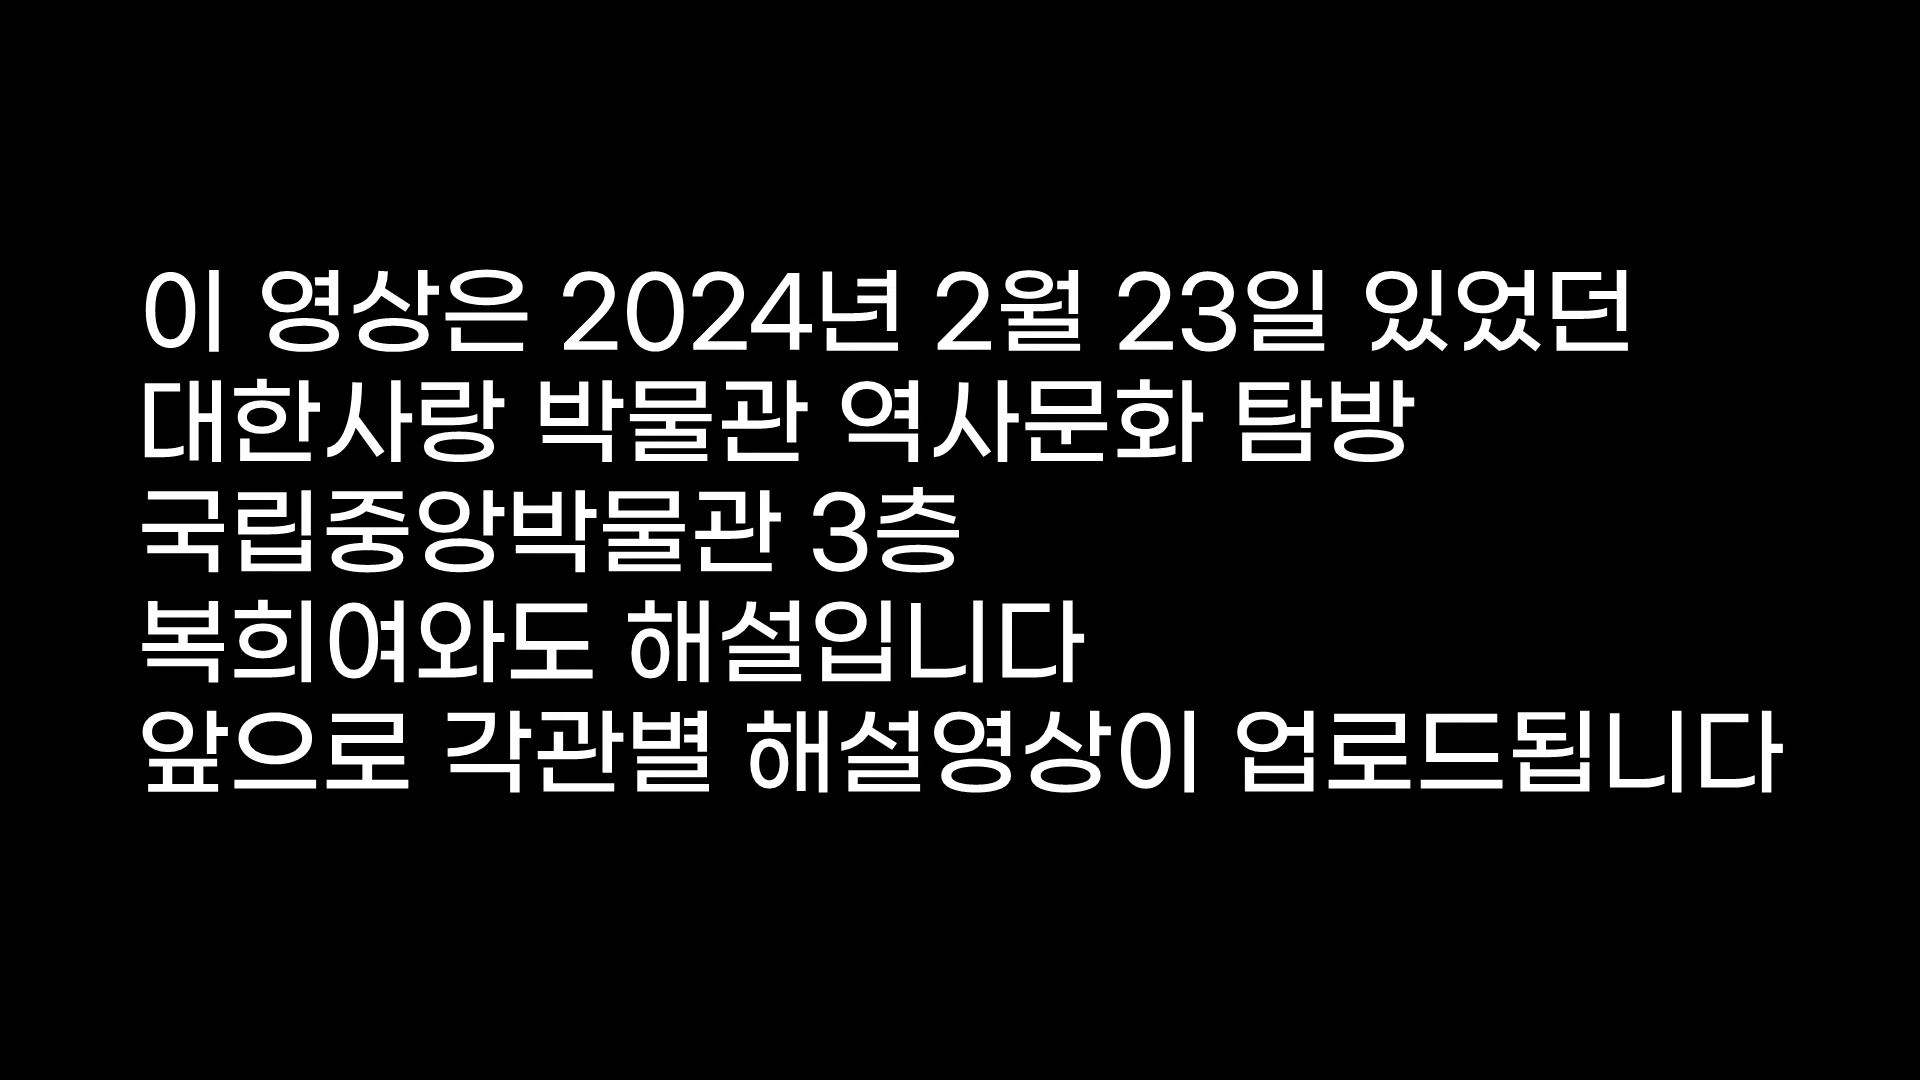 이 영상은 2024년 2월 23일 있었던
대한사랑 박물관 역사문화 탐방
국립중앙박물관 3층
복희여와도 해설입니다
앞으로 각관별 해설영상이 업로드됩니다